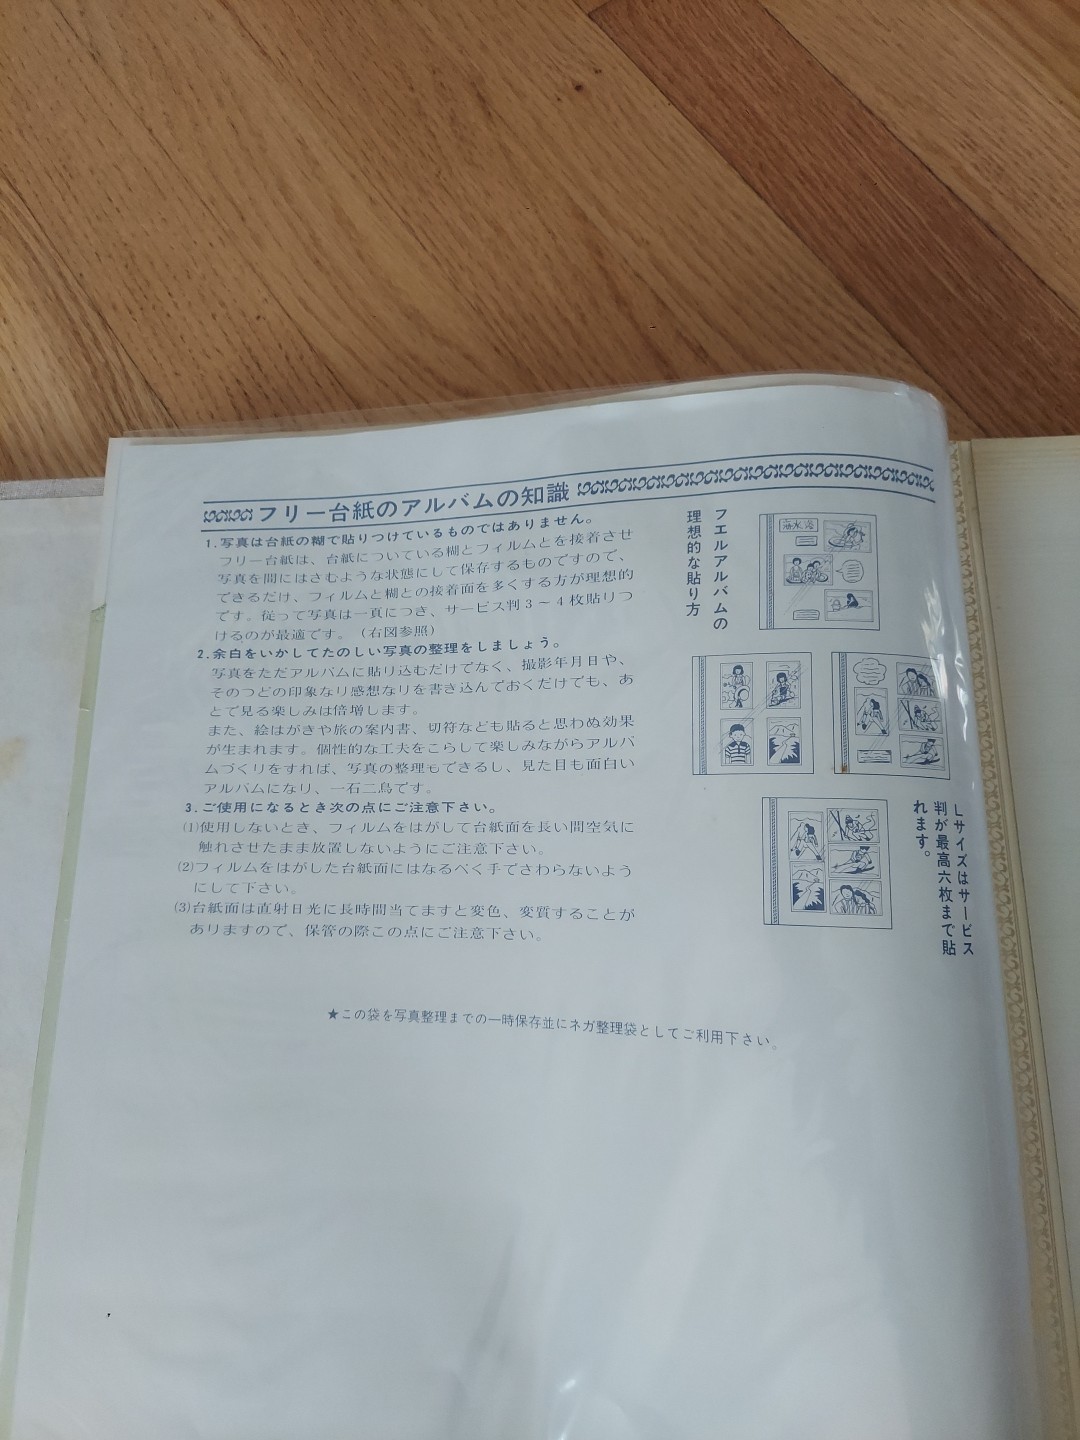 フリー台紙のアルバムの知識
1.写真は台紙の糊で貼りつけているものではありません。
フリー台紙は、台紙についている糊とフィルムとを接着させ
写真を間にはさむような状態にして保存するものですので、
できるだけ、フィルムと糊との接着面を多くする方が理想的
です。従って写真は一頁につき、サービス判3～4枚貼りつ
けるのが最適です。（右図参照）
2.余白をいかしてたのしい写真の整理をしましょう。
写真をただアルバムに貼り込むだけでなく、撮影年月日や、
そのつどの印象なり感想なりを書き込んでおくだけでも、あ
とで見る楽しみは倍増します。
また、絵はがきや旅の案内書、切符なども貼ると思わぬ効果
が生まれます。個性的な工夫をこらして楽しみながらアルバ
ムづくりをすれば、写真の整理もできるし、見た目も面白い
アルバムになり、一石二鳥です。
3.ご使用になるとき次の点にご注意下さい。
(1)使用しないとき、フィルムをはがして台紙面を長い間空気に
触れさせたまま放置しないようにご注意下さい。
(2)フィルムをはがした台紙面にはなるべく手でさわらないよう
にして下さい。
(3)台紙面は直射日光に長時間当てますと変色、変質することが
ありますので、保管の際この点にご注意下さい。
フエルアルバムの
理想的な貼り方
海水浴
Lサイズはサービス
判が最高六枚まで貼
れます。
★この袋を写真整理までの一時保存並にネガ整理袋としてご利用下さい。